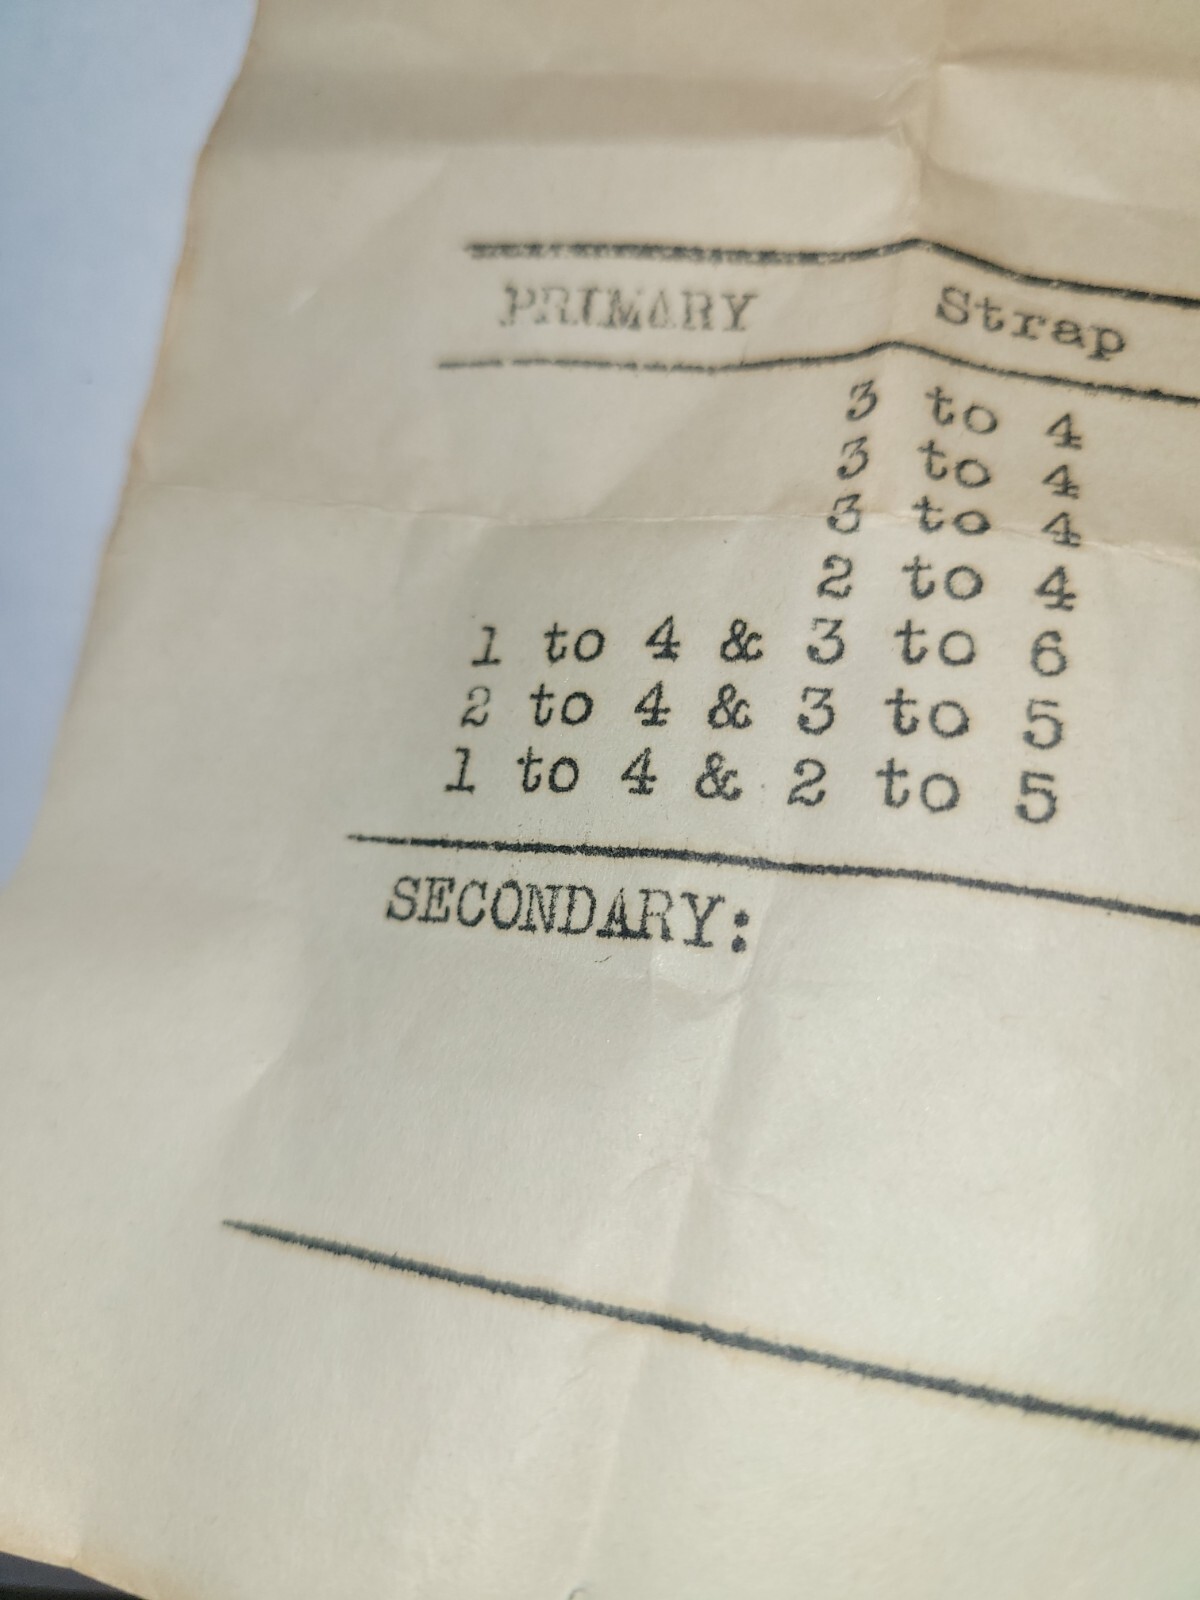 PRIMARY Strap
3 to 4
3 to 4
3 to 4
2 to 4
1 to 4 & 3 to 6
2 to 4 & 3 to 5
1 to 4 & 2 to 5
SECONDARY: